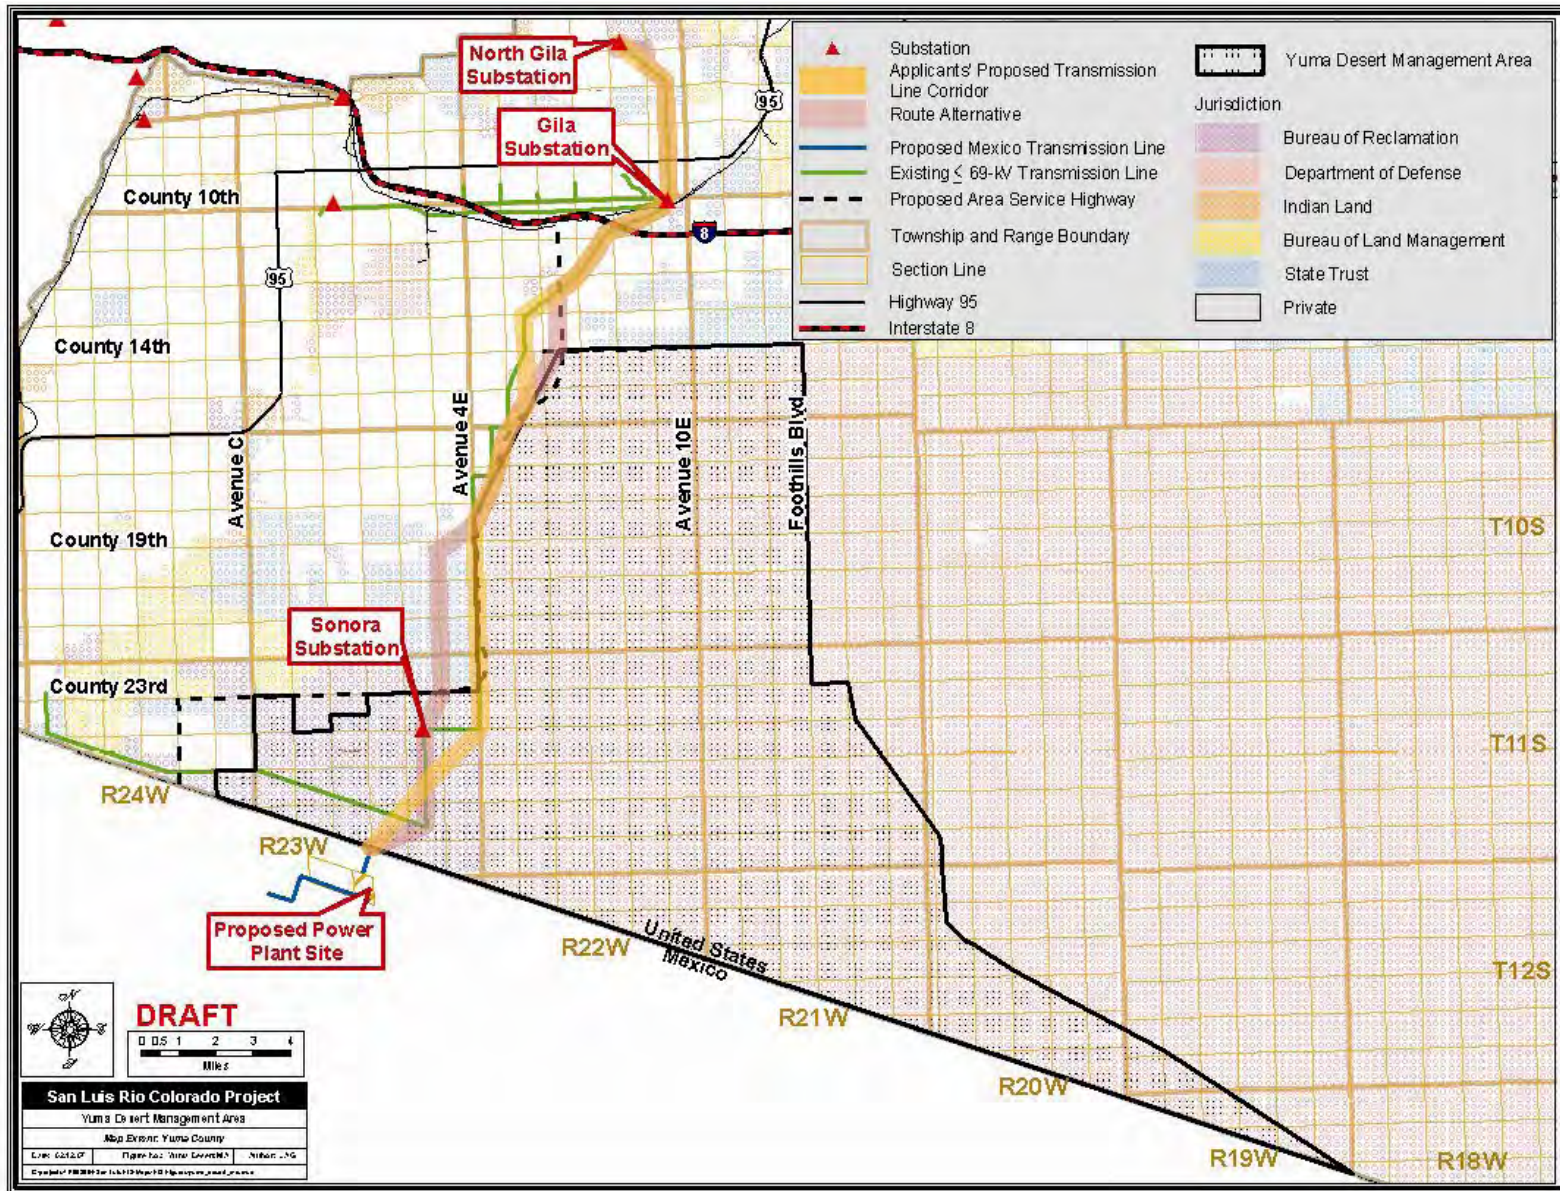 North Gila
Substation
Gila
Substation
95
8
County 10th
95
County 14th
Avenue C
Avenue 4E
Avenue 10E
Foothills Blvd
County 19th
T10S
Sonora
Substation
County 23rd
T11S
R24W
R23W
Proposed Power
Plant Site
R22W
United States
Mexico
T12S
R21W
R20W
R19W
R18W
Substation
Applicants' Proposed Transmission
Line Corridor
Route Alternative
Proposed Mexico Transmission Line
Existing ≤ 69-kV Transmission Line
Proposed Area Service Highway
Township and Range Boundary
Section Line
Highway 95
Interstate 8
Yuma Desert Management Area
Jurisdiction
Bureau of Reclamation
Department of Defense
Indian Land
Bureau of Land Management
State Trust
Private
N
W
E
S
DRAFT
0 0.5 1 2 3 4
Miles
San Luis Rio Colorado Project
Yuma Desert Management Area
Map Extent: Yuma County